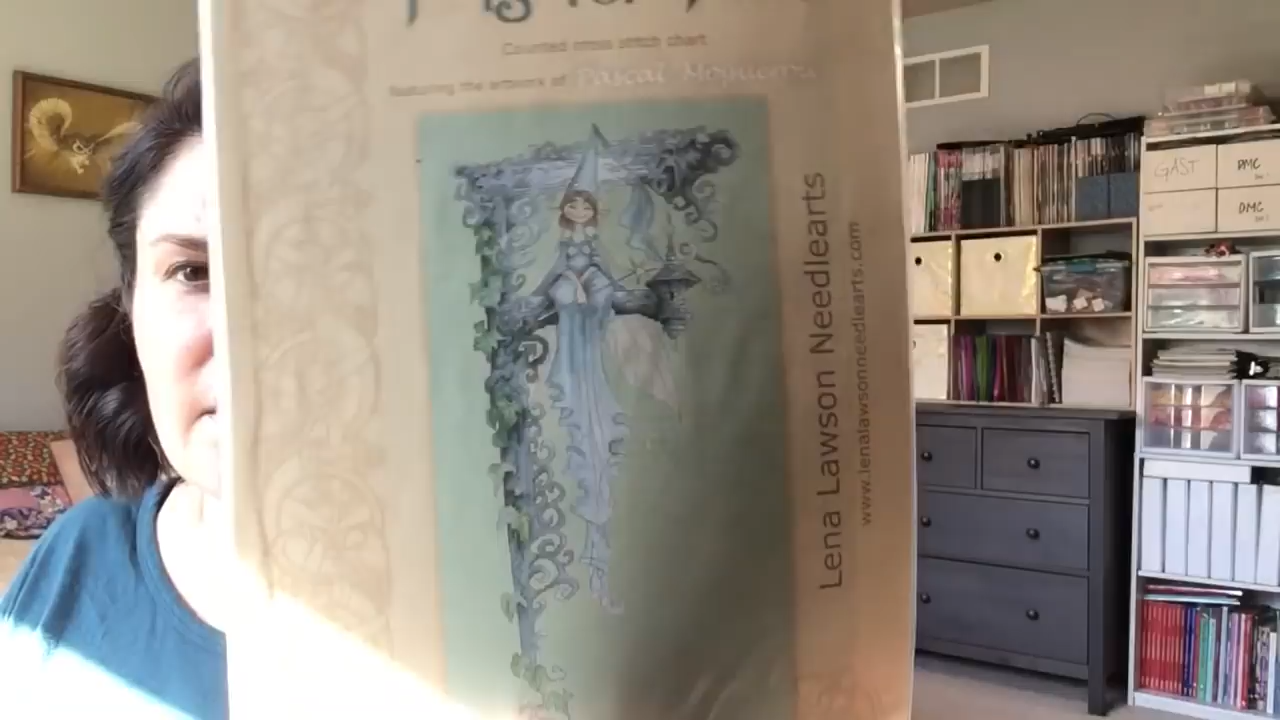 Counted cross stitch chart
featuring the artwork of Pascal Moguerou
Lena Lawson Needlearts
www.lenalawsonneedlearts.com
GAST
DMC
DMC